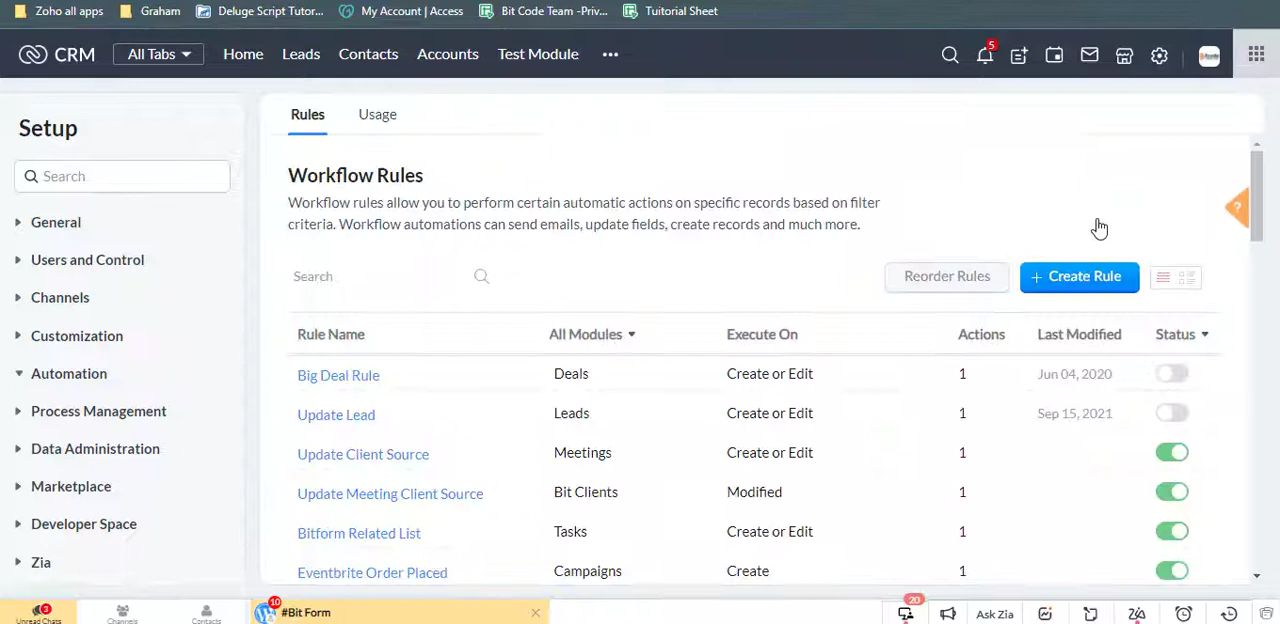 Zoho all apps Graham Deluge Script Tutor... My Account | Access Bit Code Team -Priv... Tuitorial Sheet
CRM All Tabs Home Leads Contacts Accounts Test Module ••• 5
Setup
Search
General
Users and Control
Channels
Customization
Automation
Process Management
Data Administration
Marketplace
Developer Space
Zia
Rules Usage
Workflow Rules
Workflow rules allow you to perform certain automatic actions on specific records based on filter
criteria. Workflow automations can send emails, update fields, create records and much more.
?
Search Reorder Rules + Create Rule
Rule Name All Modules Execute On Actions Last Modified Status
Big Deal Rule Deals Create or Edit 1 Jun 04, 2020
Update Lead Leads Create or Edit 1 Sep 15, 2021
Update Client Source Meetings Create or Edit 1
Update Meeting Client Source Bit Clients Modified 1
Bitform Related List Tasks Create or Edit 1
Eventbrite Order Placed Campaigns Create 1
3 10 20
#Bit Form Ask Zia
Unread Chats Channels Contacts